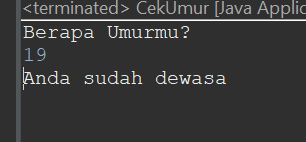 <terminated> CekUmur [Java Applic
Berapa Umurmu?
19
Anda sudah dewasa